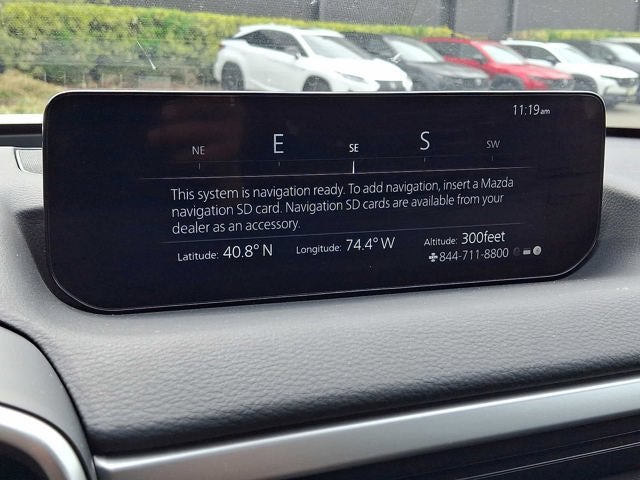 11:19am
NE E SE S SW
This system is navigation ready. To add navigation, insert a Mazda
navigation SD card. Navigation SD cards are available from your
dealer as an accessory.
Latitude: 40.8° N Longitude: 74.4° W Altitude: 300feet
844-711-8800